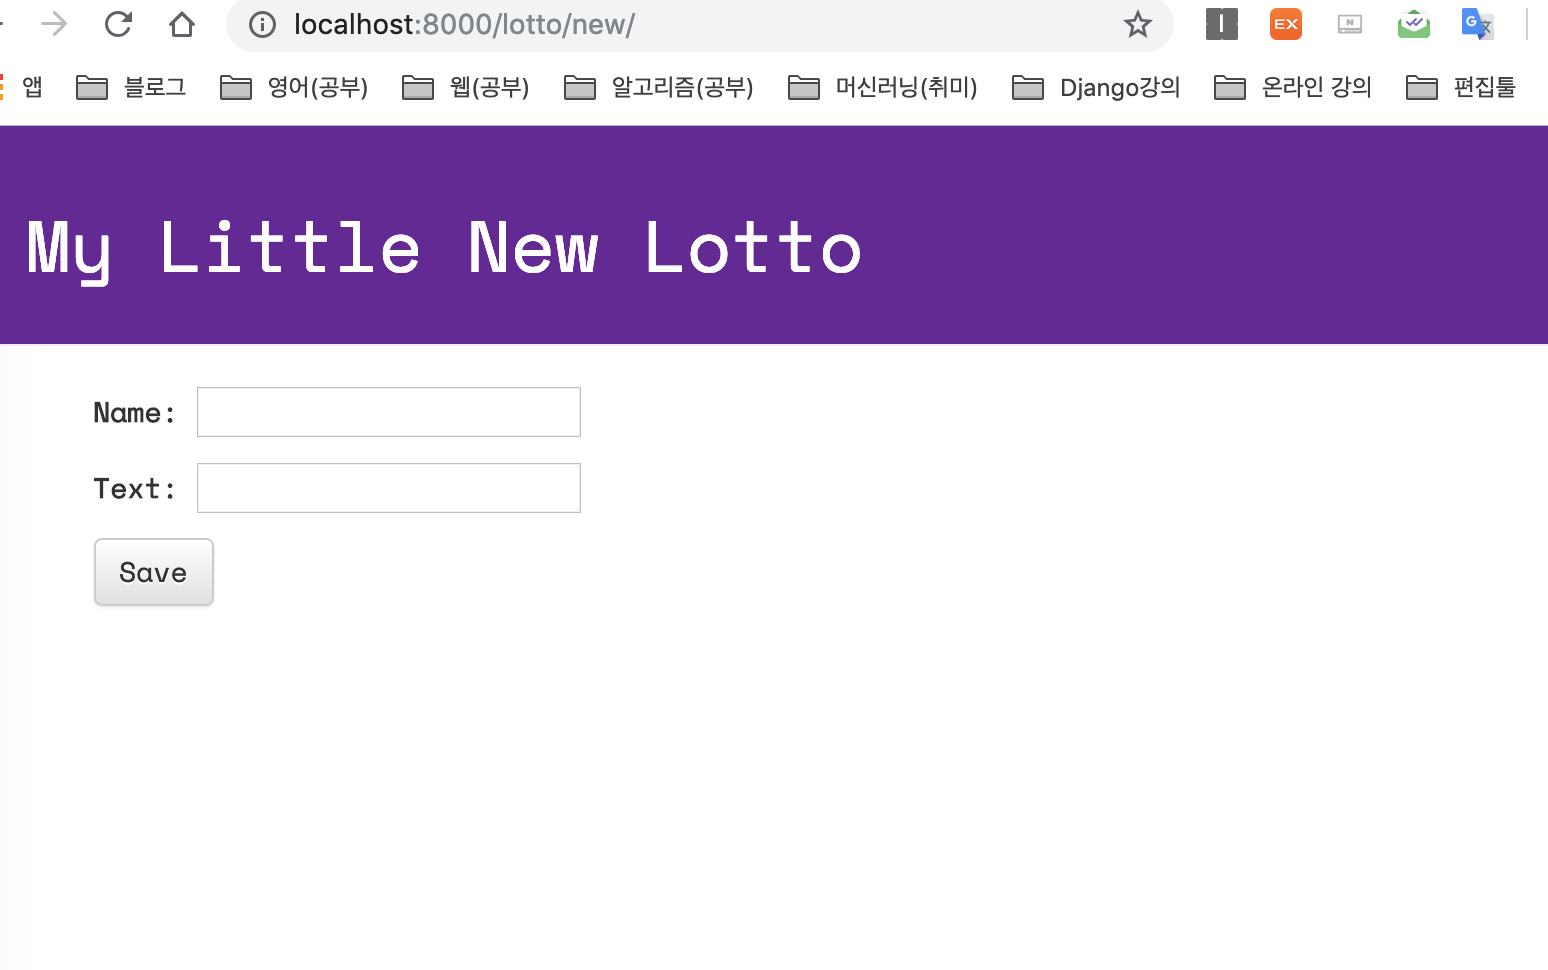 localhost:8000/lotto/new/
EX
N
G 文
앱 블로그 영어(공부) 웹(공부) 알고리즘(공부) 머신러닝(취미) Django강의 온라인 강의 편집툴
My Little New Lotto
Name:
Text:
Save